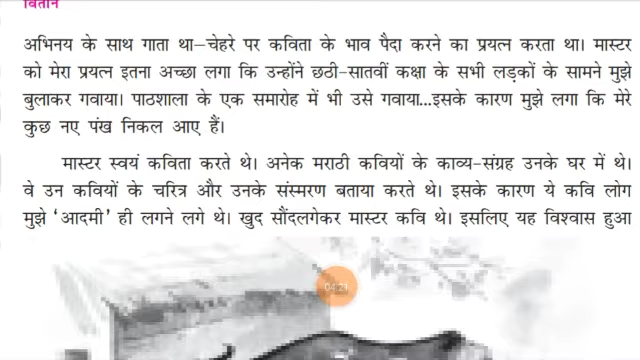 वितान
अभिनय के साथ गाता था–चेहरे पर कविता के भाव पैदा करने का प्रयत्न करता था। मास्टर
को मेरा प्रयत्न इतना अच्छा लगा कि उन्होंने छठी-सातवीं कक्षा के सभी लड़कों के सामने मुझे
बुलाकर गवाया। पाठशाला के एक समारोह में भी उसे गवाया...इसके कारण मुझे लगा कि मेरे
कुछ नए पंख निकल आए हैं।
मास्टर स्वयं कविता करते थे। अनेक मराठी कवियों के काव्य-संग्रह उनके घर में थे।
वे उन कवियों के चरित्र और उनके संस्मरण बताया करते थे। इसके कारण ये कवि लोग
मुझे ‘आदमी’ ही लगने लगे थे। खुद सौंदलगेकर मास्टर कवि थे। इसलिए यह विश्वास हुआ
04:21